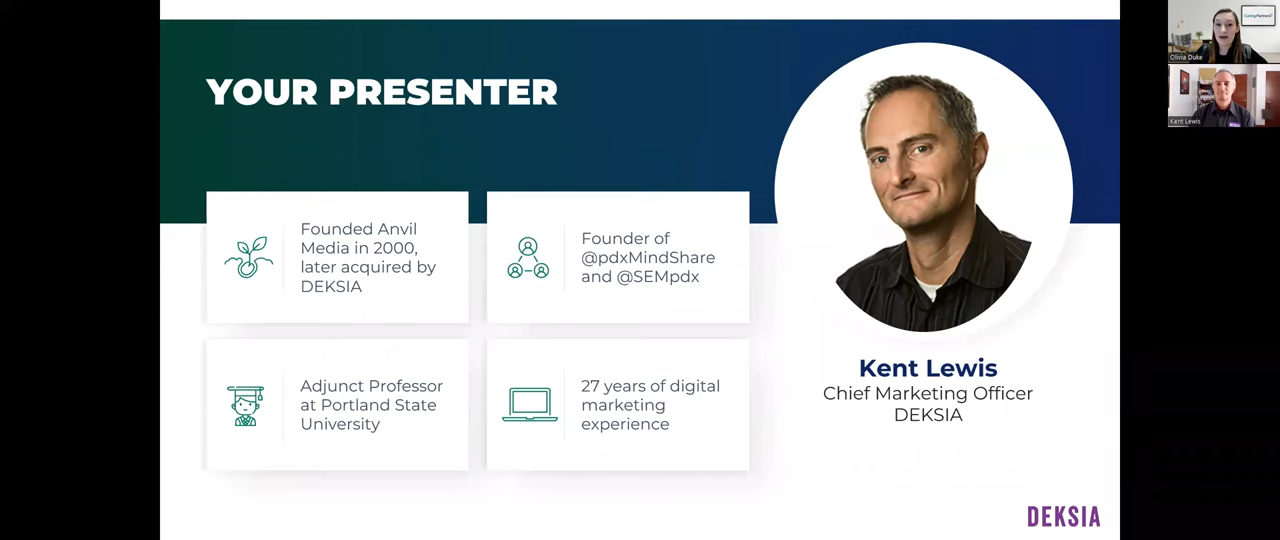 YOUR PRESENTER
Founded Anvil
Media in 2000,
later acquired by
DEKSIA
Founder of
@pdxMindShare
and @SEMpdx
Adjunct Professor
at Portland State
University
27 years of digital
marketing
experience
Kent Lewis
Chief Marketing Officer
DEKSIA
DEKSIA
Caring Partners
Olivia Duke
Kent Lewis